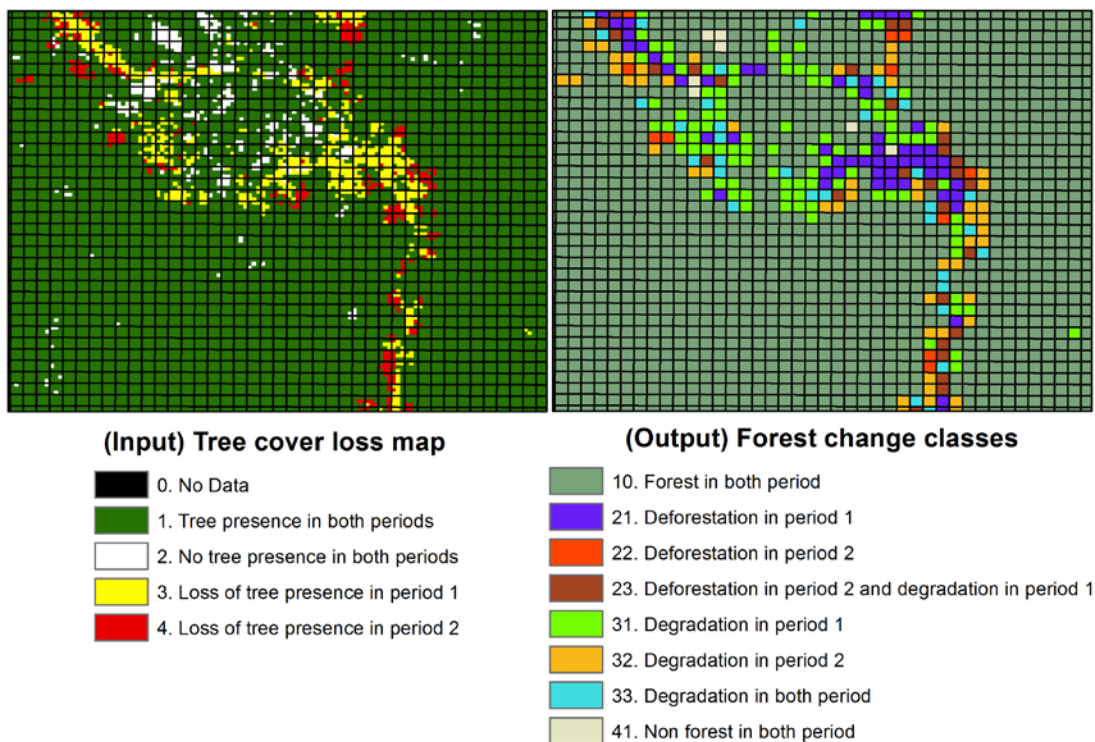 (Input) Tree cover loss map
0. No Data
1. Tree presence in both periods
2. No tree presence in both periods
3. Loss of tree presence in period 1
4. Loss of tree presence in period 2
(Output) Forest change classes
10. Forest in both period
21. Deforestation in period 1
22. Deforestation in period 2
23. Deforestation in period 2 and degradation in period 1
31. Degradation in period 1
32. Degradation in period 2
33. Degradation in both period
41. Non forest in both period